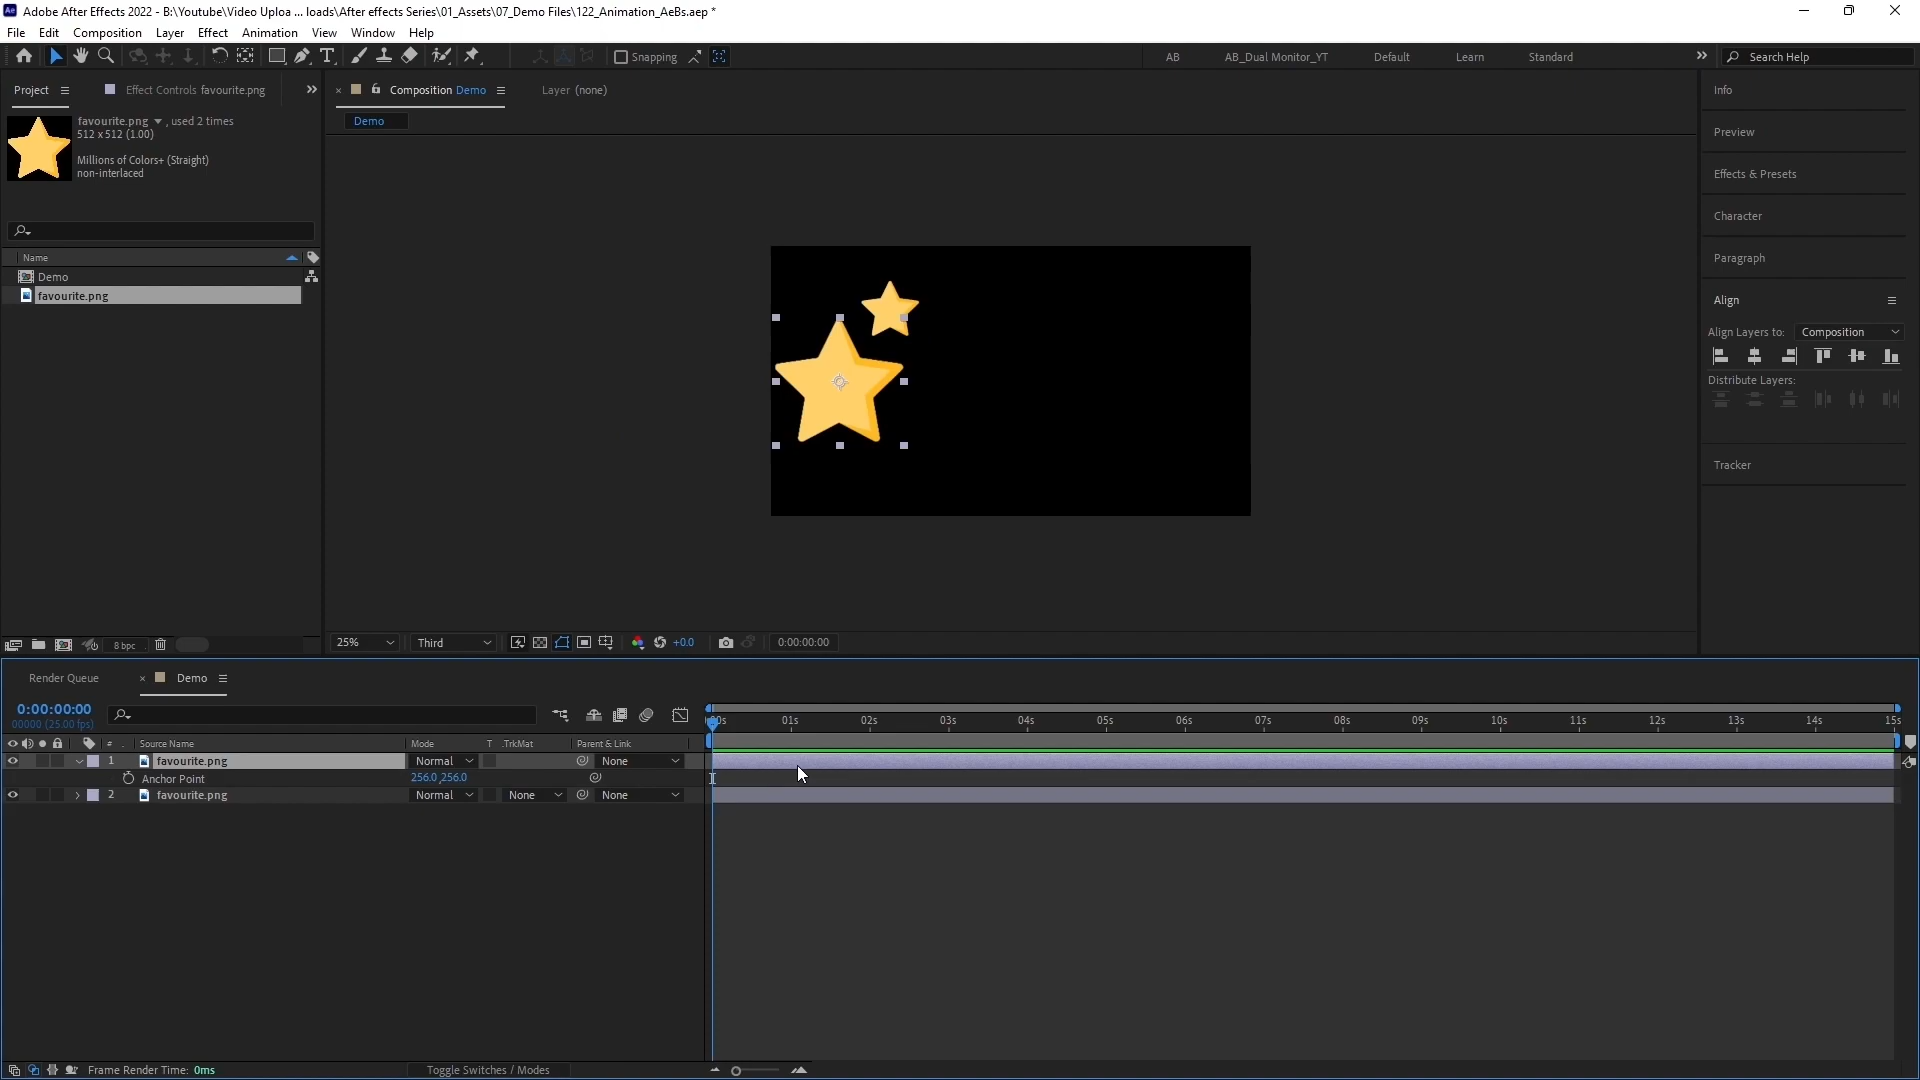 Adobe After Effects 2022 - B:\Youtube\Video Uploa ... loads\After effects Series\01_Assets\07_Demo Files\122_Animation_AeBs.aep *
File Edit Composition Layer Effect Animation View Window Help
Snapping AB AB_Dual Monitor_YT Default Learn Standard Search Help
Project Effect Controls favourite.png Composition Demo Layer (none) Info
favourite.png , used 2 times Demo
512 x 512 (1.00)
Millions of Colors+ (Straight)
non-interlaced
Preview
Effects & Presets
Character
Paragraph
Name
Demo
favourite.png
Align
Align Layers to: Composition
Distribute Layers:
Tracker
8 bpc 25% Third +0.0 0:00:00:00
Render Queue Demo
0:00:00:00
00000 (25.00 fps)
:00s 01s 02s 03s 04s 05s 06s 07s 08s 09s 10s 11s 12s 13s 14s 15s
# Source Name Mode T .TrkMat Parent & Link
1 favourite.png Normal None
Anchor Point 256.0,256.0
2 favourite.png Normal None None
Frame Render Time: 0ms Toggle Switches / Modes